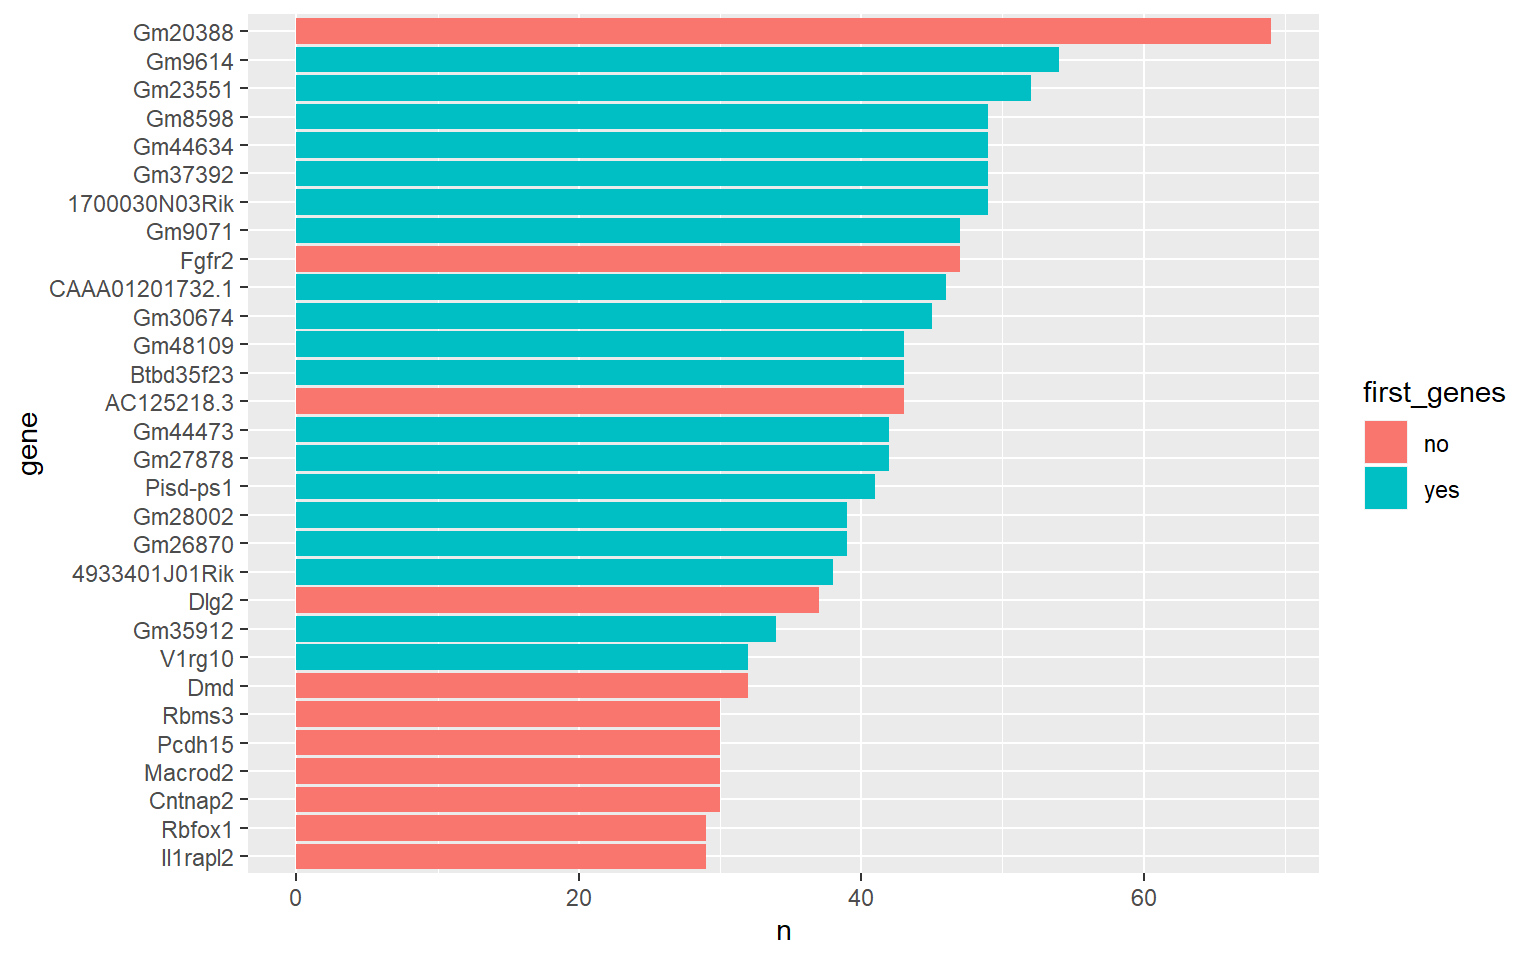 Gm20388
Gm9614
Gm23551
Gm8598
Gm44634
Gm37392
1700030N03Rik
Gm9071
Fgfr2
CAAA01201732.1
Gm30674
Gm48109
Btbd35f23
AC125218.3
Gm44473
Gm27878
Pisd-ps1
Gm28002
Gm26870
4933401J01Rik
Dlg2
Gm35912
V1rg10
Dmd
Rbms3
Pcdh15
Macrod2
Cntnap2
Rbfox1
Il1rapl2
gene
0 20 40 60
n
first_genes
no
yes